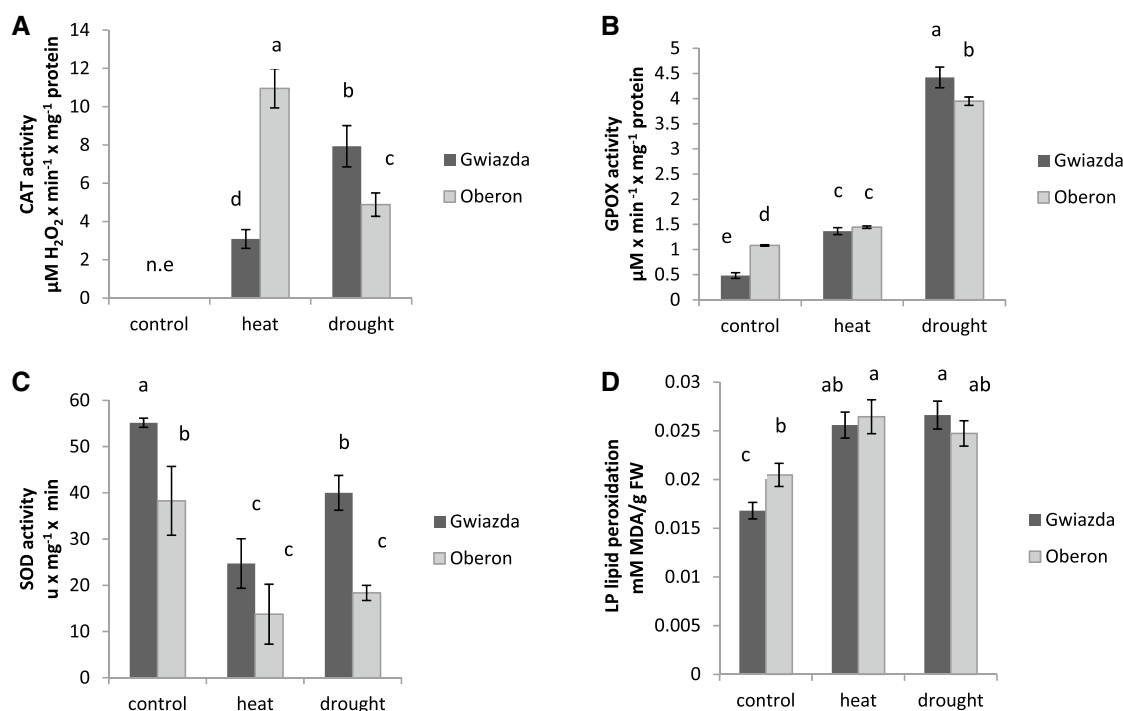 A
CAT activity
µM H₂O₂ x min⁻¹ x mg⁻¹ protein
14
12
10
8
6
4
2
0
n.e
d
a
b
c
control heat drought
Gwiazda
Oberon
B
GPOX activity
µM x min⁻¹ x mg⁻¹ protein
5
4.5
4
3.5
3
2.5
2
1.5
1
0.5
0
e
d
c
c
a
b
control heat drought
Gwiazda
Oberon
C
SOD activity
u x mg⁻¹ x min
60
50
40
30
20
10
0
a
b
c
c
b
c
control heat drought
Gwiazda
Oberon
D
LP lipid peroxidation
mM MDA/g FW
0.03
0.025
0.02
0.015
0.01
0.005
0
c
b
ab
a
a
ab
control heat drought
Gwiazda
Oberon